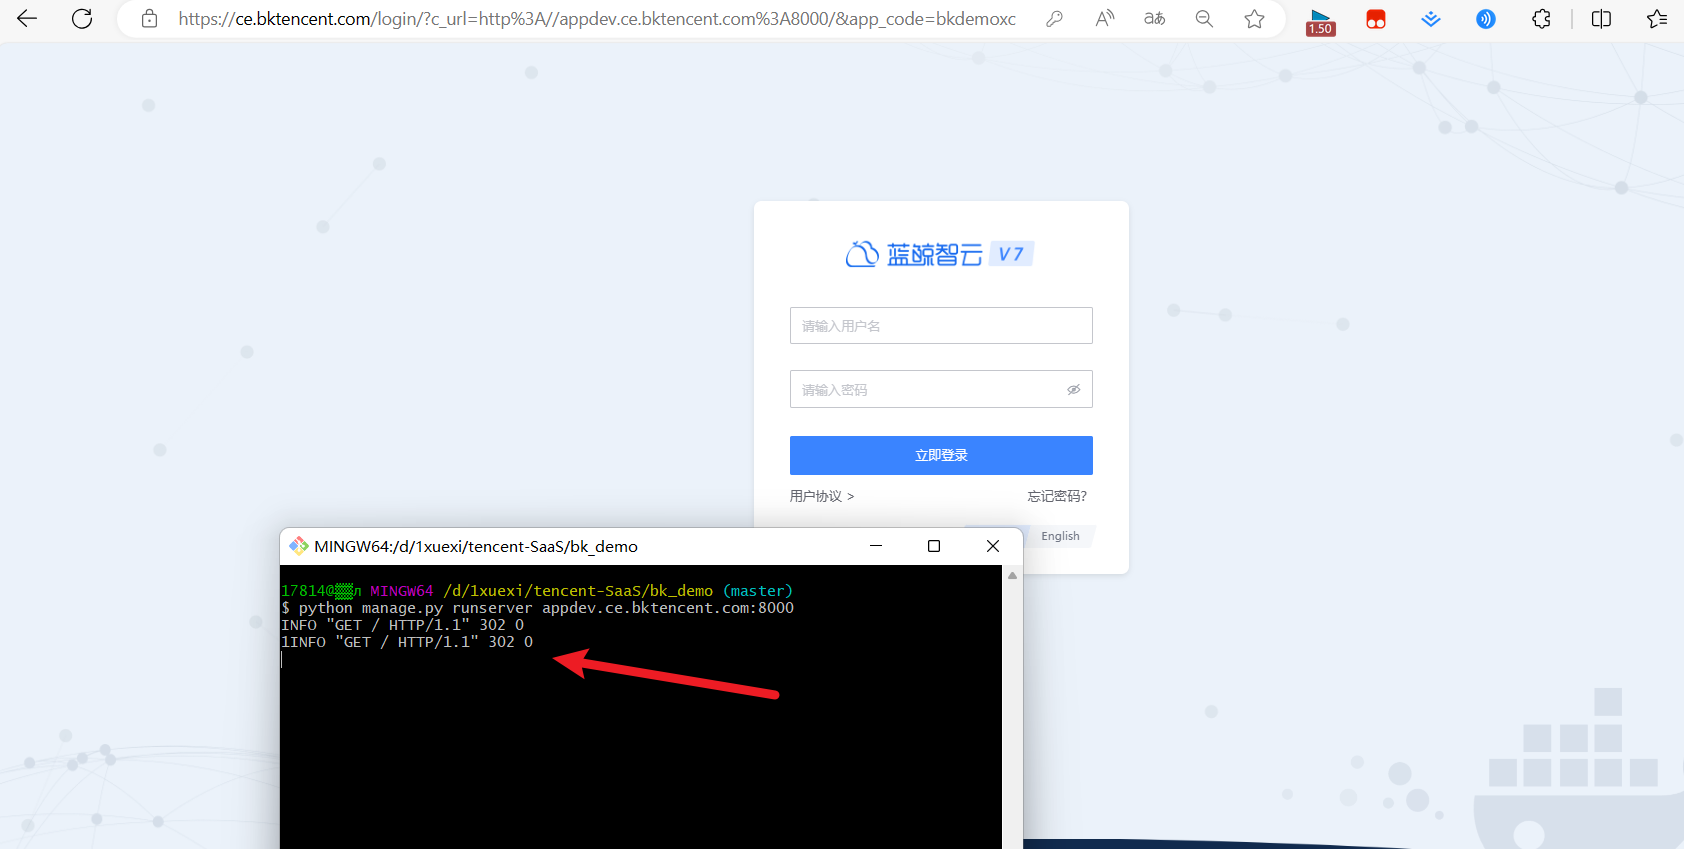 https://ce.bktencent.com/login/?c_url=http%3A//appdev.ce.bktencent.com%3A8000/&app_code=bkdemoxc
1.50
蓝鲸智云 V7
请输入用户名
请输入密码
立即登录
用户协议 >
忘记密码?
English
MINGW64:/d/1xuexi/tencent-SaaS/bk_demo
17814@▒▒л MINGW64 /d/1xuexi/tencent-SaaS/bk_demo (master)
$ python manage.py runserver appdev.ce.bktencent.com:8000
INFO "GET / HTTP/1.1" 302 0
1INFO "GET / HTTP/1.1" 302 0